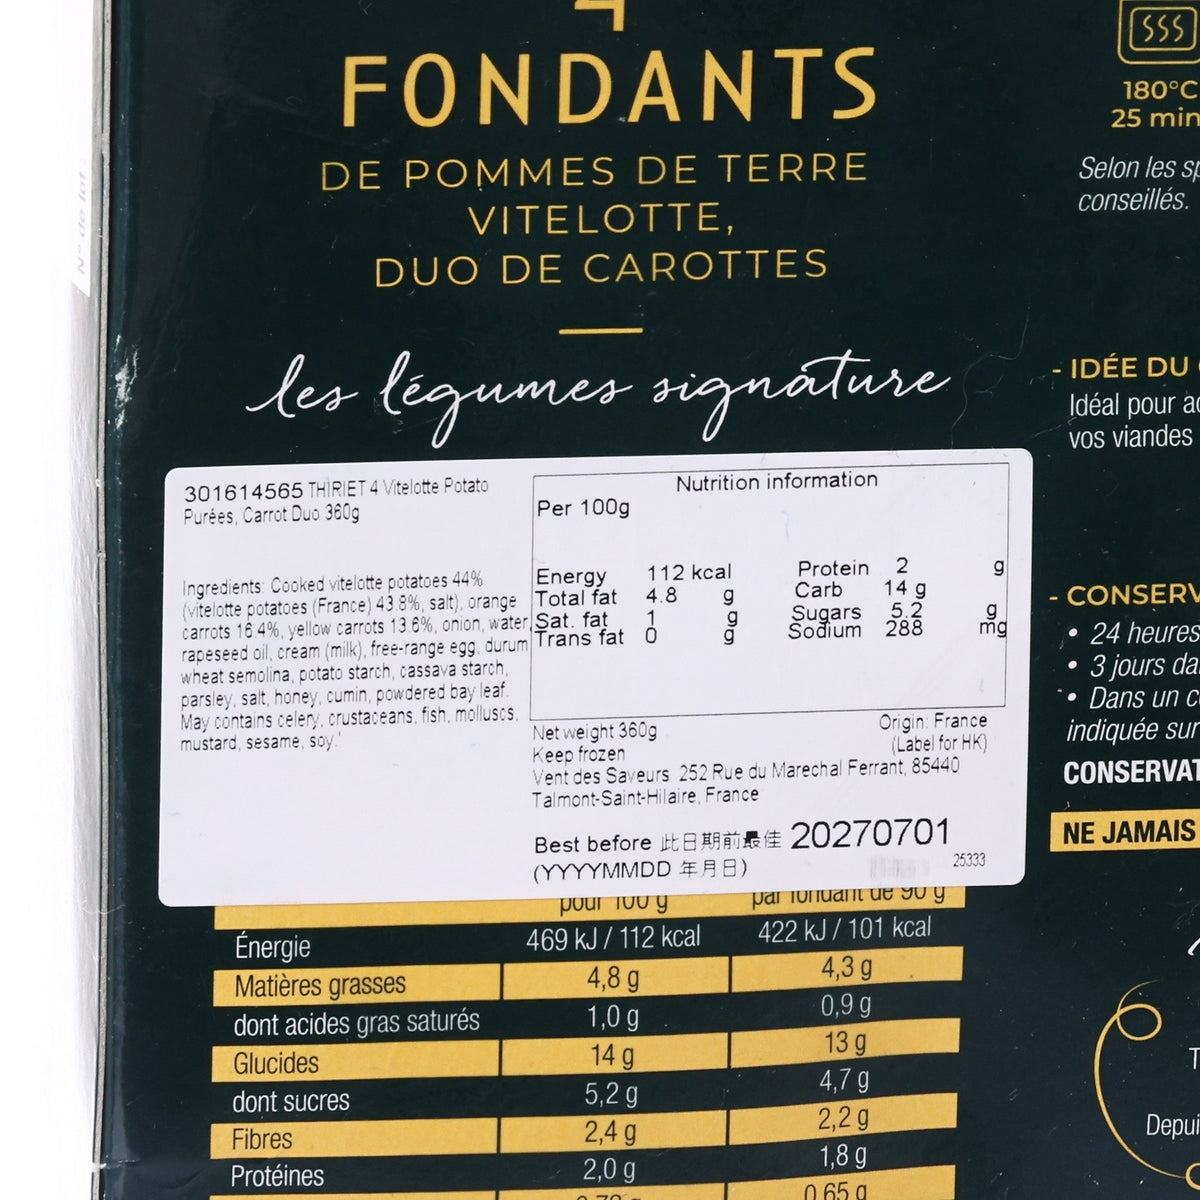 4
FONDANTS
DE POMMES DE TERRE
VITELOTTE,
DUO DE CAROTTES
les légumes signature
180°C
25 min
Selon les
conseillés.
- IDÉE DU
Idéal pour
vos viandes
- CONSERV
• 24 heures
• 3 jours
• Dans un
indiquée sur
CONSERVAT
NE JAMAIS
N° de lot :
301614565 THIRIET 4 Vitelotte Potato
Purées, Carrot Duo 360g
Ingredients: Cooked vitelotte potatoes 44%
(vitelotte potatoes (France) 43.8%, salt), orange
carrots 16.4%, yellow carrots 13.6%, onion, water,
rapeseed oil, cream (milk), free-range egg, durum
wheat semolina, potato starch, cassava starch,
parsley, salt, honey, cumin, powdered bay leaf.
May contains celery, crustaceans, fish, molluscs,
mustard, sesame, soy.'
Nutrition information
Per 100g
Energy 112 kcal Protein 2 g
Total fat 4.8 g Carb 14 g
Sat. fat 1 g Sugars 5.2 g
Trans fat 0 g Sodium 288 mg
Net weight 360g Origin: France
Keep frozen (Label for HK)
Vent des Saveurs 252 Rue du Marechal Ferrant, 85440
Talmont-Saint-Hilaire, France
Best before 此日期前最佳 20270701
(YYYYMMDD 年月日) 25333
pour 100 g par fondant de 90 g
Énergie 469 kJ / 112 kcal 422 kJ / 101 kcal
Matières grasses 4,8 g 4,3 g
dont acides gras saturés 1,0 g 0,9 g
Glucides 14 g 13 g
dont sucres 5,2 g 4,7 g
Fibres 2,4 g 2,2 g
Protéines 2,0 g 1,8 g
0,65 g
Depui